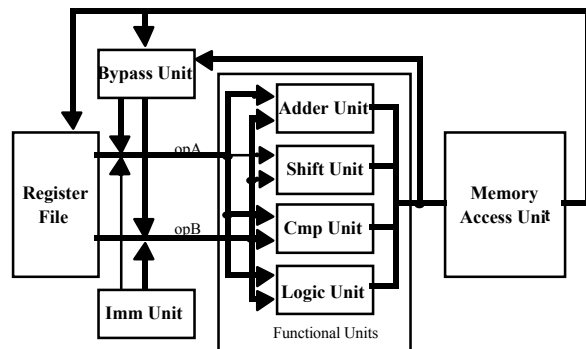 Bypass Unit
Adder Unit
opA
Shift Unit
Register
File
Memory
Access Unit
opB
Cmp Unit
Imm Unit
Logic Unit
Functional Units